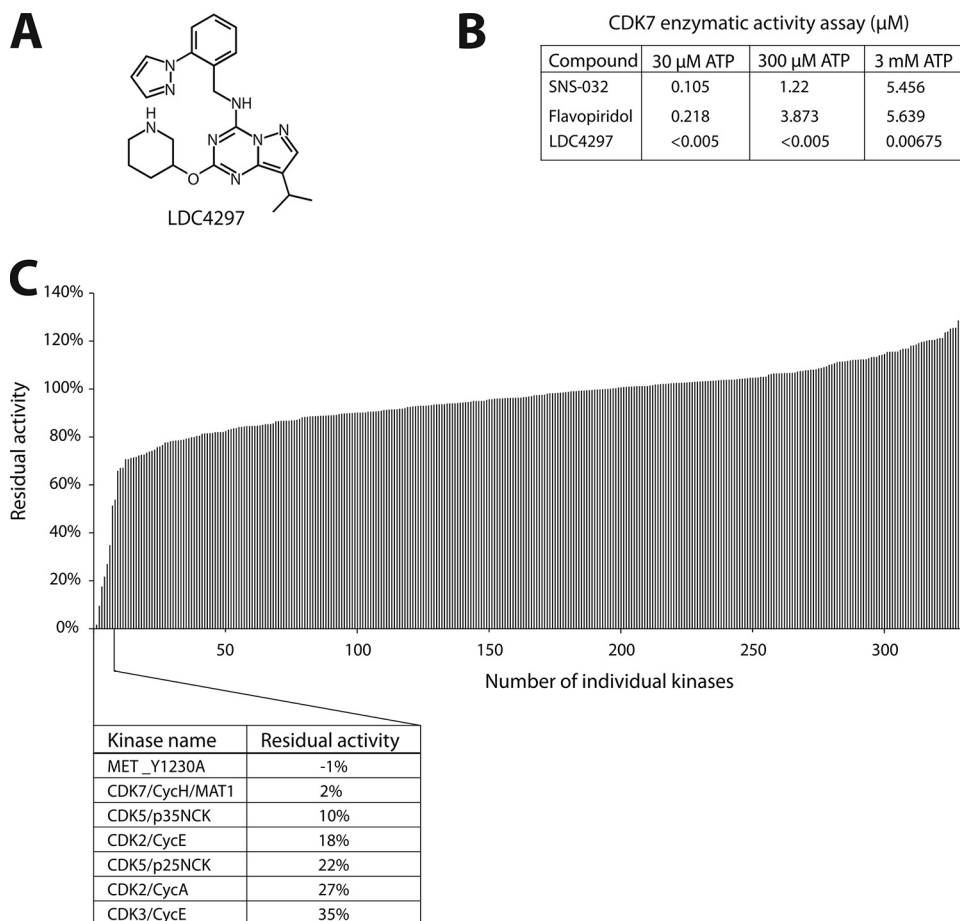 A
N
N
NH
H
N
N
N
N
O
N
LDC4297
B
CDK7 enzymatic activity assay (µM)
Compound 30 µM ATP 300 µM ATP 3 mM ATP
SNS-032 0.105 1.22 5.456
Flavopiridol 0.218 3.873 5.639
LDC4297 <0.005 <0.005 0.00675
C
140%
120%
100%
80%
60%
40%
20%
0%
Residual activity
50 100 150 200 250 300
Number of individual kinases
Kinase name Residual activity
MET _Y1230A -1%
CDK7/CycH/MAT1 2%
CDK5/p35NCK 10%
CDK2/CycE 18%
CDK5/p25NCK 22%
CDK2/CycA 27%
CDK3/CycE 35%